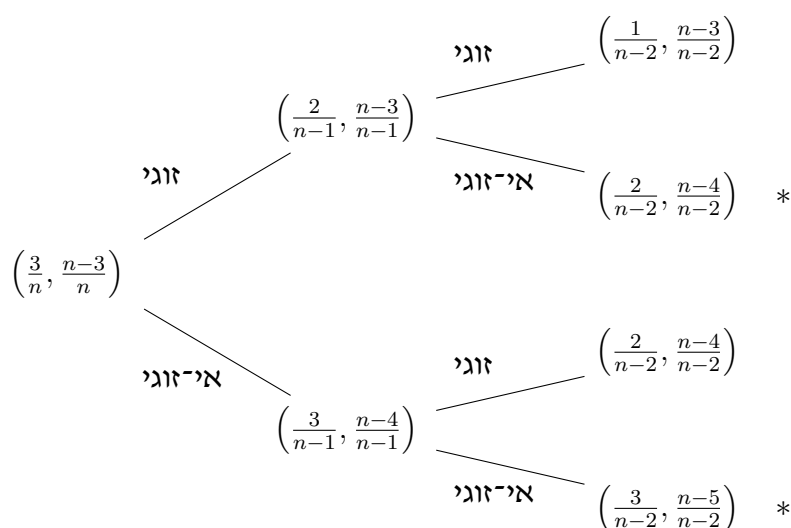 זוגי
(1/(n−2), (n−3)/(n−2))
(2/(n−1), (n−3)/(n−1))
זוגי
אי־זוגי
(2/(n−2), (n−4)/(n−2)) *
(3/n, (n−3)/n)
אי־זוגי
זוגי
(2/(n−2), (n−4)/(n−2))
(3/(n−1), (n−4)/(n−1))
אי־זוגי
(3/(n−2), (n−5)/(n−2)) *